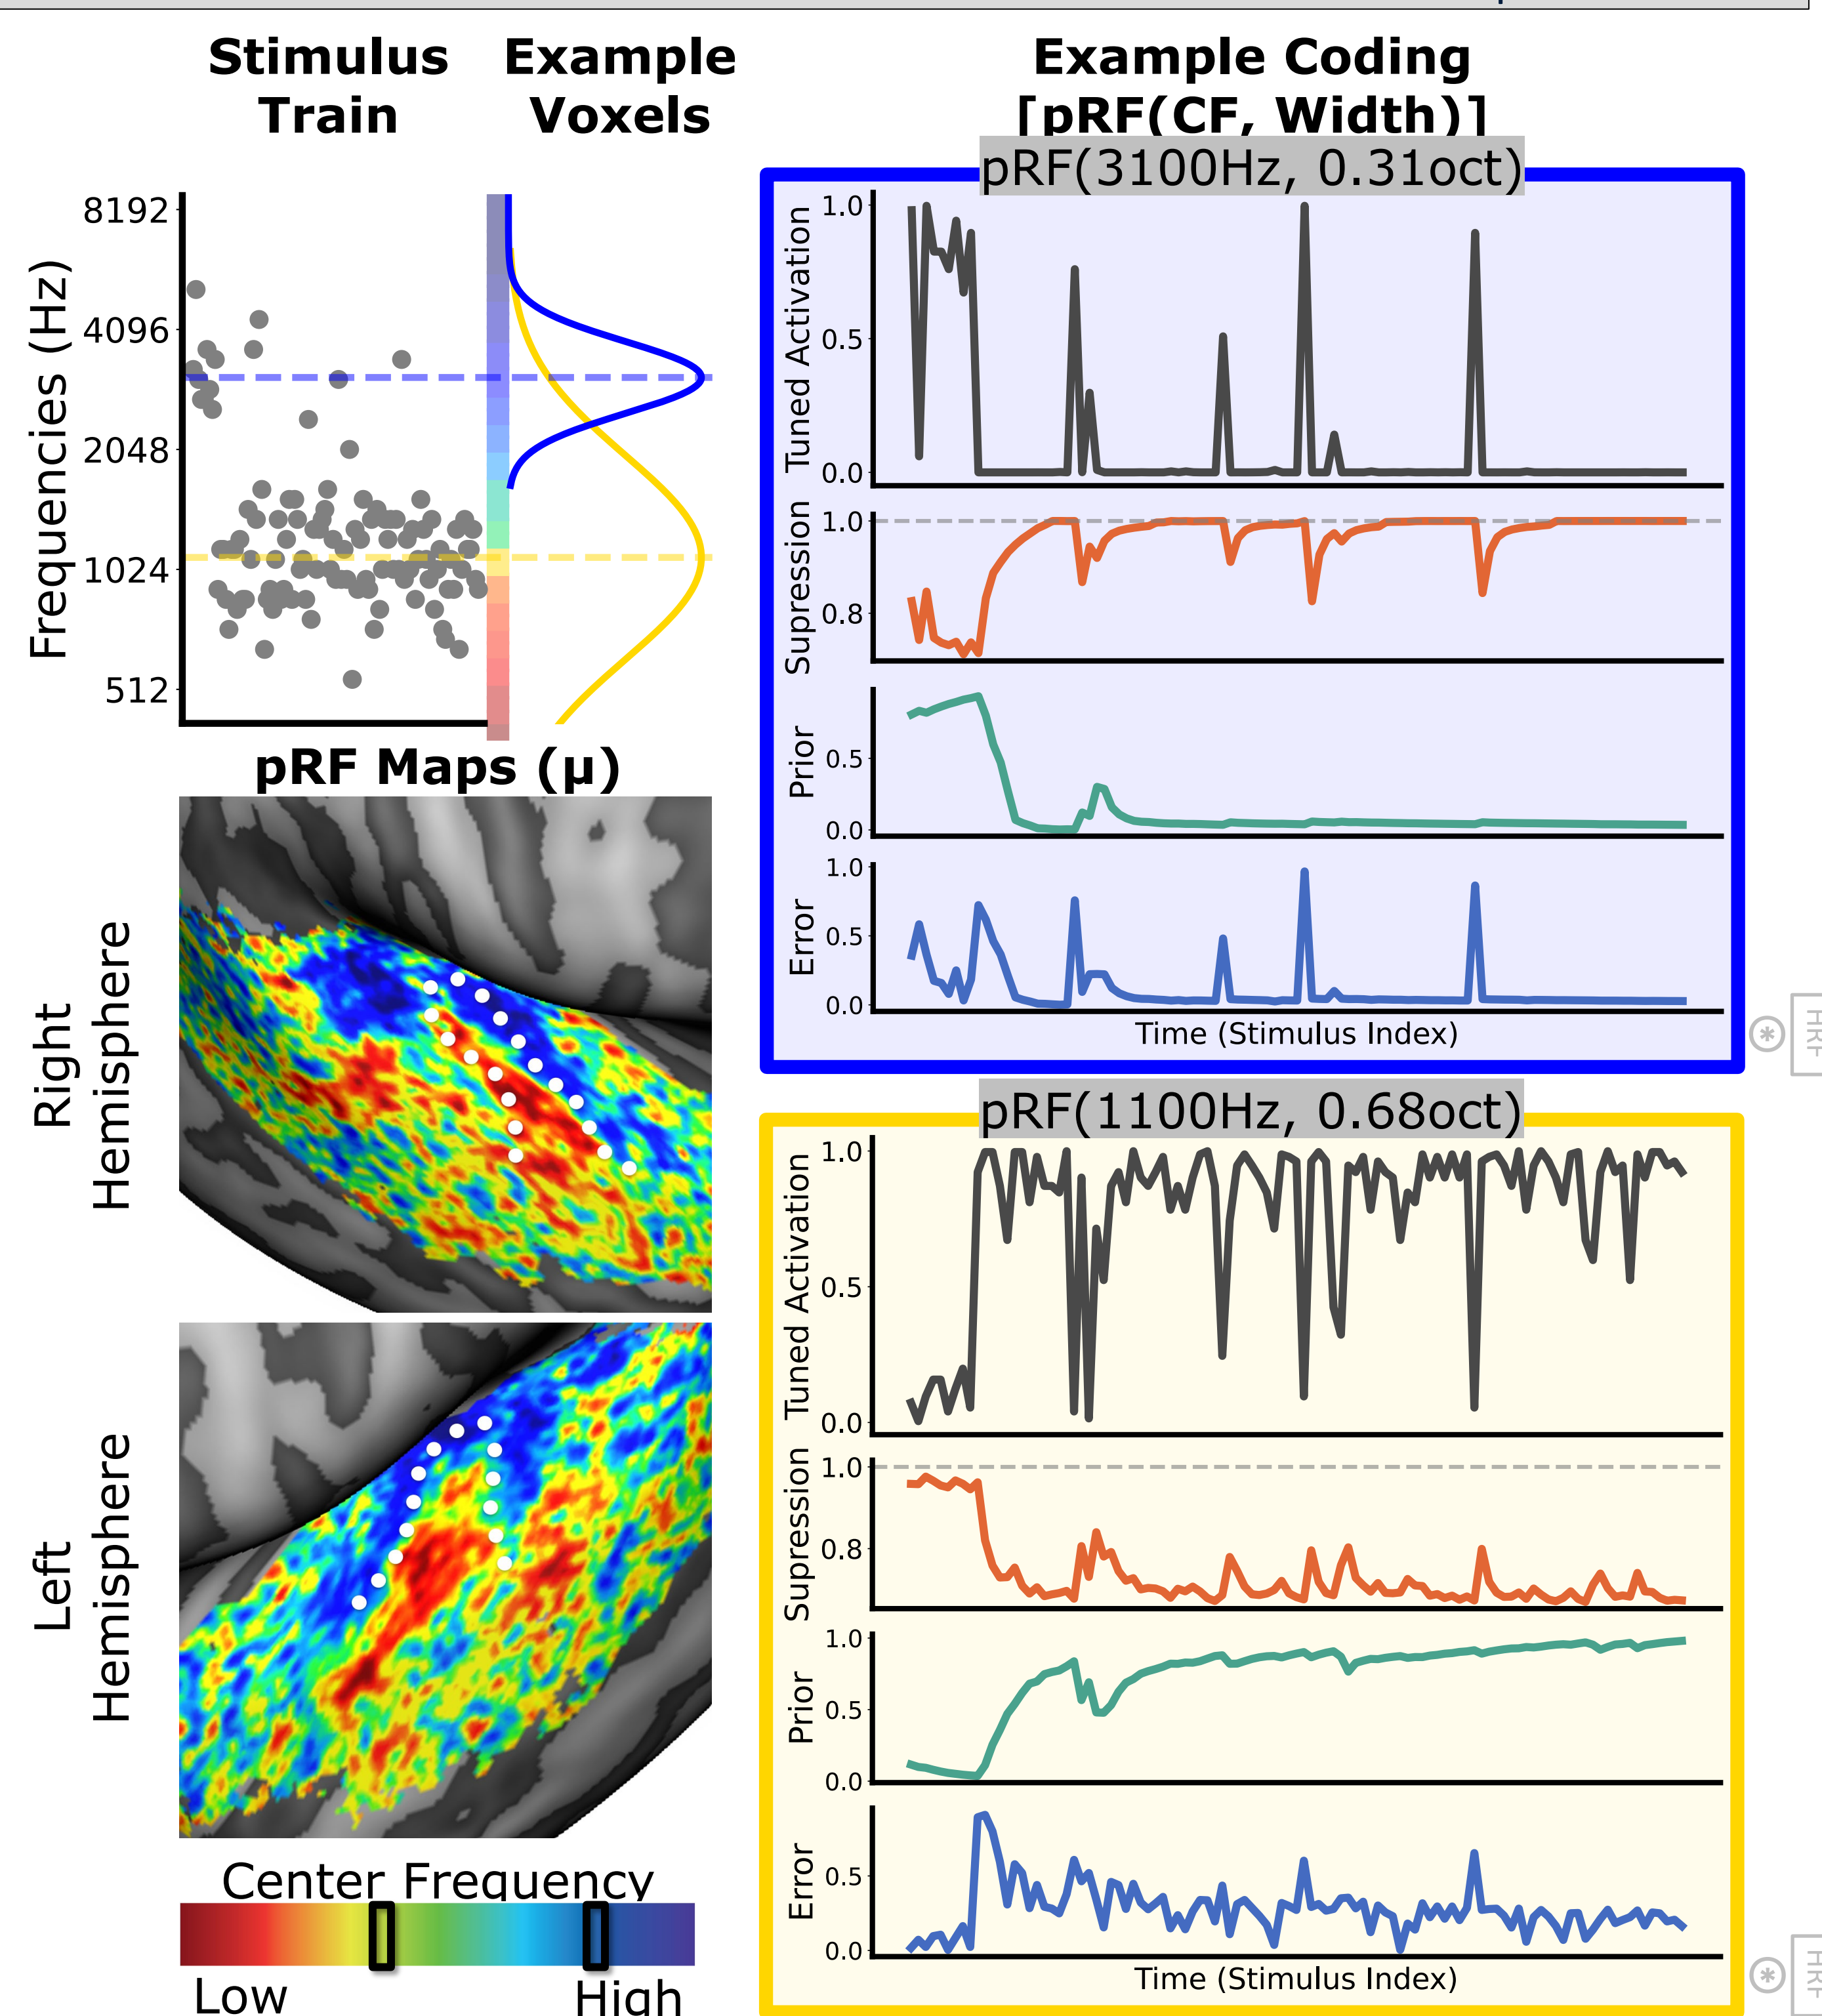 Stimulus
Train
Example
Voxels
Frequencies (Hz)
8192
4096
2048
1024
512
pRF Maps (μ)
Right
Hemisphere
Left
Hemisphere
Center Frequency
Low
High
Example Coding
[pRF(CF, Width)]
pRF(3100Hz, 0.31oct)
Tuned Activation
1.0
0.5
0.0
Supression
1.0
0.8
Prior
0.5
0.0
Error
1.0
0.5
0.0
Time (Stimulus Index)
pRF(1100Hz, 0.68oct)
Tuned Activation
1.0
0.5
0.0
Supression
1.0
0.8
Prior
1.0
0.5
0.0
Error
0.5
0.0
Time (Stimulus Index)